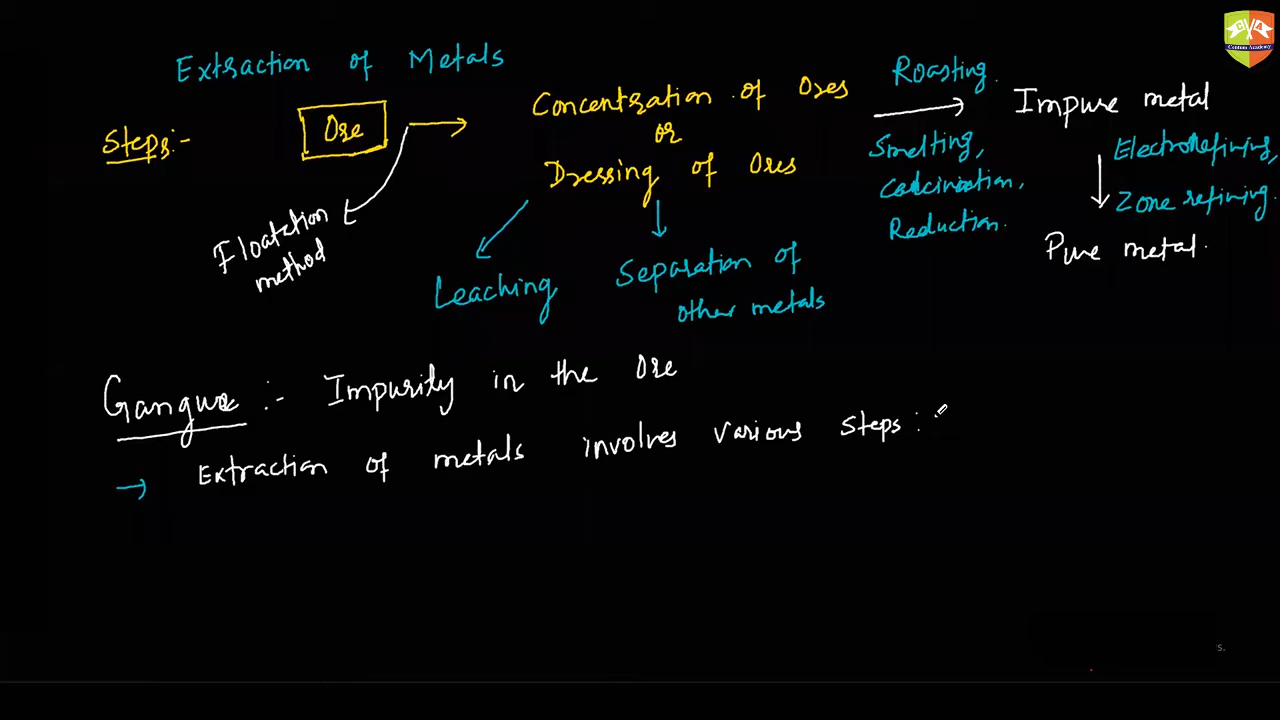 Extraction of Metals
Steps:-
Ore
Floatation
method
Concentration of Ores
or
Dressing of Ores
Leaching
Separation of
other metals
Roasting.
Smelting,
Calcination,
Reduction.
Impure metal
Electrorefining,
Zone refining.
Pure metal.
Gangue :- Impurity in the Ore
→ Extraction of metals involves various steps :
Centum Academy
s.